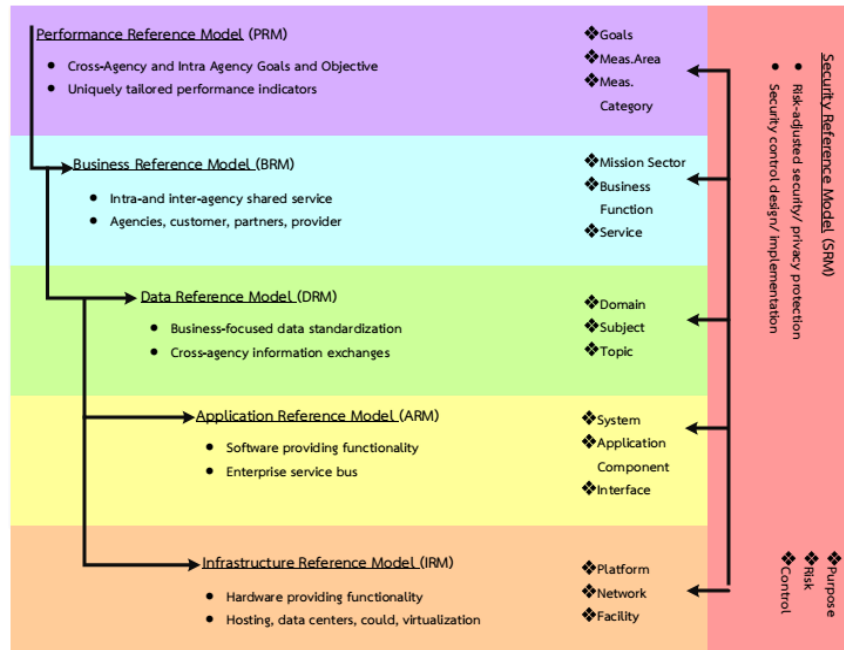 Performance Reference Model (PRM)
● Cross-Agency and Intra Agency Goals and Objective
● Uniquely tailored performance indicators
❖Goals
❖Meas.Area
❖Meas.
Category
Business Reference Model (BRM)
● Intra-and inter-agency shared service
● Agencies, customer, partners, provider
❖Mission Sector
❖Business
Function
❖Service
Data Reference Model (DRM)
● Business-focused data standardization
● Cross-agency information exchanges
❖Domain
❖Subject
❖Topic
Application Reference Model (ARM)
● Software providing functionality
● Enterprise service bus
❖System
❖Application
Component
❖Interface
Infrastructure Reference Model (IRM)
● Hardware providing functionality
● Hosting, data centers, could, virtualization
❖Platform
❖Network
❖Facility
Security Reference Model (SRM)
● Risk-adjusted security/ privacy protection
● Security control design/ implementation
❖Purpose
❖Risk
❖Control